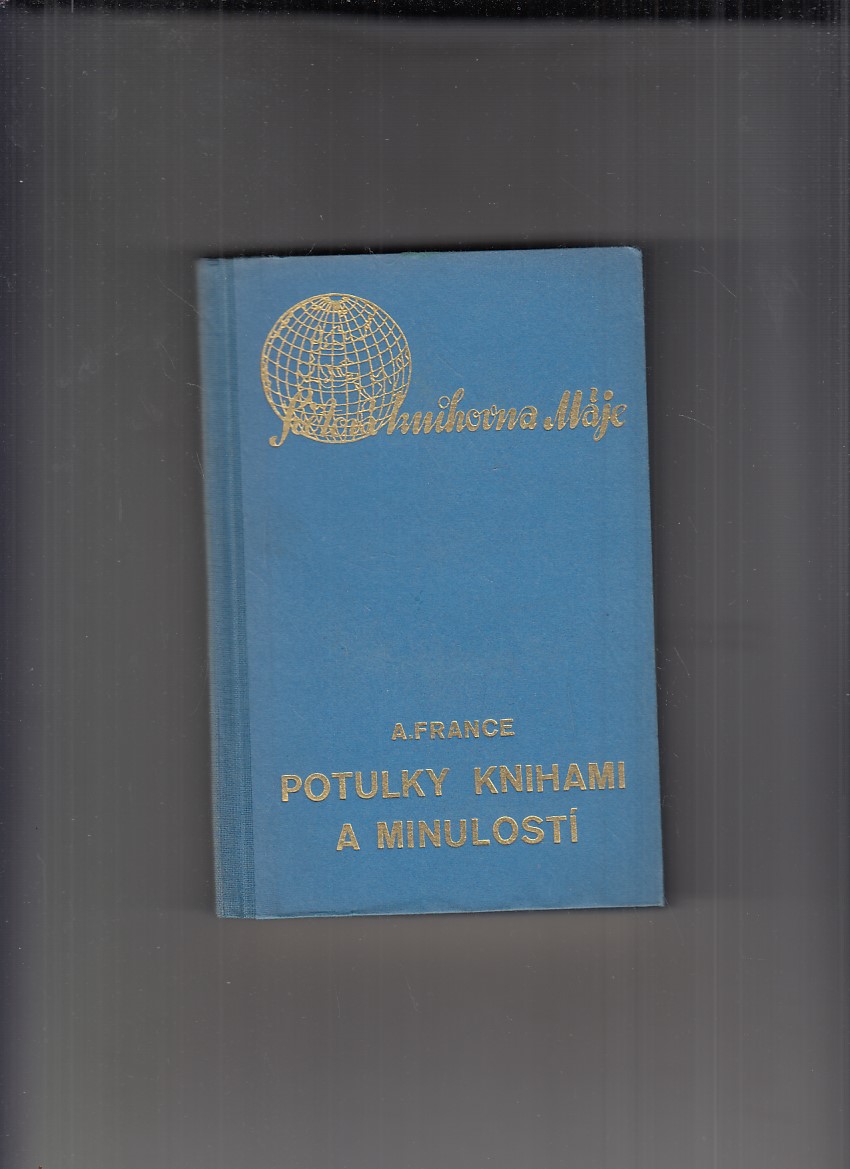 Světová knihovna Máje
A. FRANCE
POTULKY KNIHAMI
A MINULOSTÍ